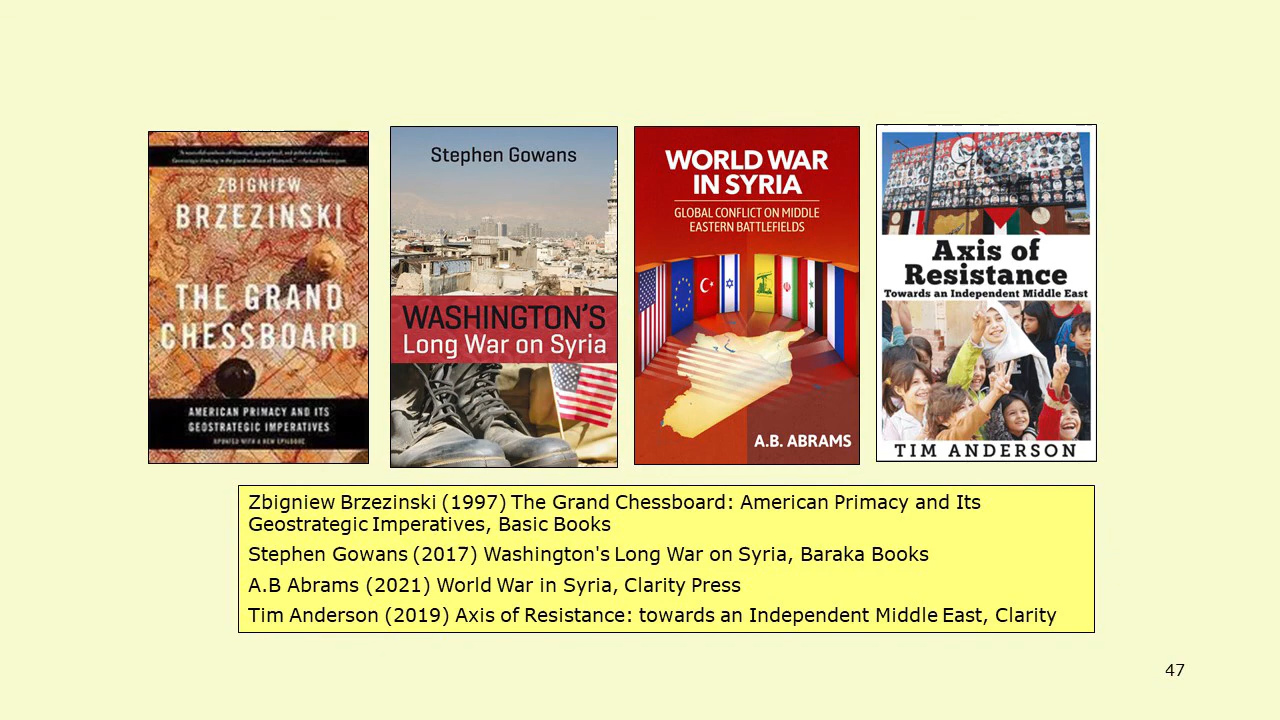 ZBIGNIEW
BRZEZINSKI
THE GRAND
CHESSBOARD
AMERICAN PRIMACY AND ITS
GEOSTRATEGIC IMPERATIVES
UPDATED WITH A NEW EPILOGUE
Stephen Gowans
WASHINGTON'S
Long War on Syria
WORLD WAR
IN SYRIA
GLOBAL CONFLICT ON MIDDLE
EASTERN BATTLEFIELDS
A.B. ABRAMS
Axis of
Resistance
Towards an Independent Middle East
TIM ANDERSON
Zbigniew Brzezinski (1997) The Grand Chessboard: American Primacy and Its
Geostrategic Imperatives, Basic Books
Stephen Gowans (2017) Washington's Long War on Syria, Baraka Books
A.B Abrams (2021) World War in Syria, Clarity Press
Tim Anderson (2019) Axis of Resistance: towards an Independent Middle East, Clarity
47